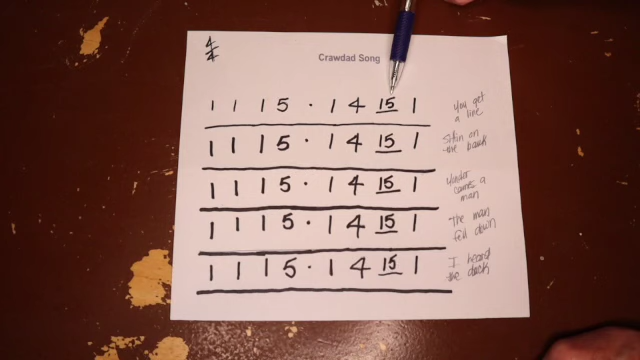 4/4
Crawdad Song
1 1 1 5 · 1 4 15 1
You get
a line
1 1 1 5 · 1 4 15 1
Sittin on
the bank
1 1 1 5 · 1 4 15 1
Yonder
comes a
man
1 1 1 5 · 1 4 15 1
The man
fell down
1 1 1 5 · 1 4 15 1
I heard
the duck